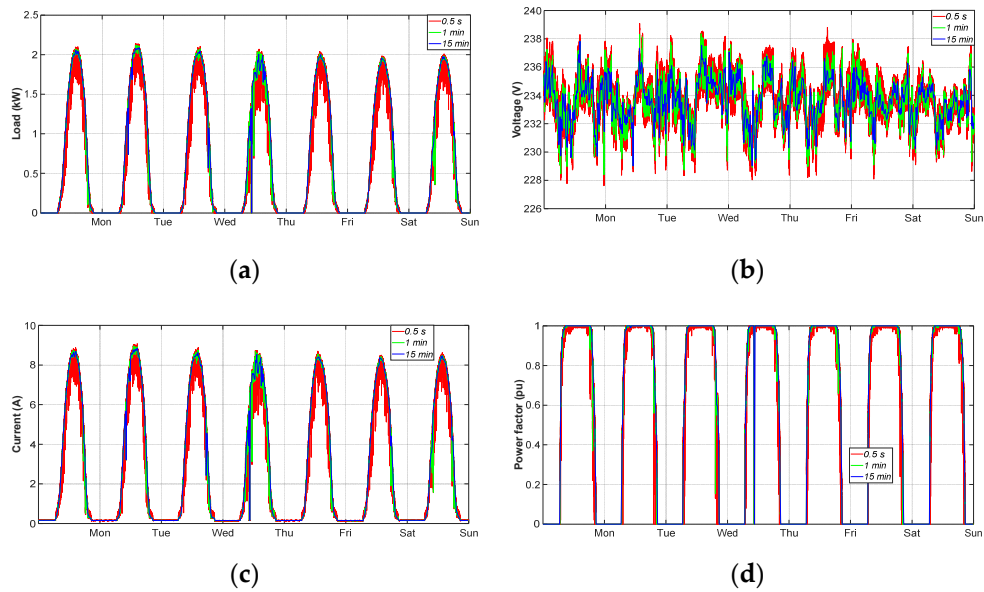 2.5
2
1.5
1
0.5
0
Load (kW)
0.5 s
1 min
15 min
Mon Tue Wed Thu Fri Sat Sun
(a)
240
238
236
234
232
230
228
226
Voltage (V)
0.5 s
1 min
15 min
Mon Tue Wed Thu Fri Sat Sun
(b)
10
8
6
4
2
0
Current (A)
0.5 s
1 min
15 min
Mon Tue Wed Thu Fri Sat Sun
(c)
1
0.8
0.6
0.4
0.2
0
Power factor (pu)
0.5 s
1 min
15 min
Mon Tue Wed Thu Fri Sat Sun
(d)